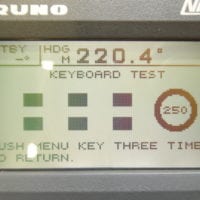 RUNO N
TBY HDG 220.4°
-° M
KEYBOARD TEST
250
USH MENU KEY THREE TIME
O RETURN.